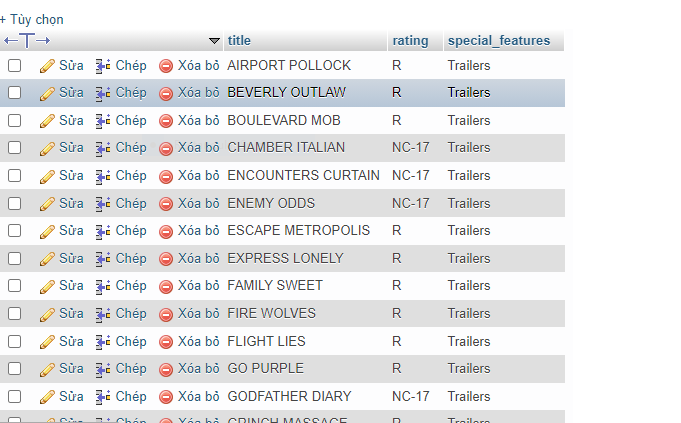 + Tùy chọn
title rating special_features
Sửa Chép Xóa bỏ AIRPORT POLLOCK R Trailers
Sửa Chép Xóa bỏ BEVERLY OUTLAW R Trailers
Sửa Chép Xóa bỏ BOULEVARD MOB R Trailers
Sửa Chép Xóa bỏ CHAMBER ITALIAN NC-17 Trailers
Sửa Chép Xóa bỏ ENCOUNTERS CURTAIN NC-17 Trailers
Sửa Chép Xóa bỏ ENEMY ODDS NC-17 Trailers
Sửa Chép Xóa bỏ ESCAPE METROPOLIS R Trailers
Sửa Chép Xóa bỏ EXPRESS LONELY R Trailers
Sửa Chép Xóa bỏ FAMILY SWEET R Trailers
Sửa Chép Xóa bỏ FIRE WOLVES R Trailers
Sửa Chép Xóa bỏ FLIGHT LIES R Trailers
Sửa Chép Xóa bỏ GO PURPLE R Trailers
Sửa Chép Xóa bỏ GODFATHER DIARY NC-17 Trailers
Sửa Chép Xóa bỏ GRINCH MASSAGE R Trailers